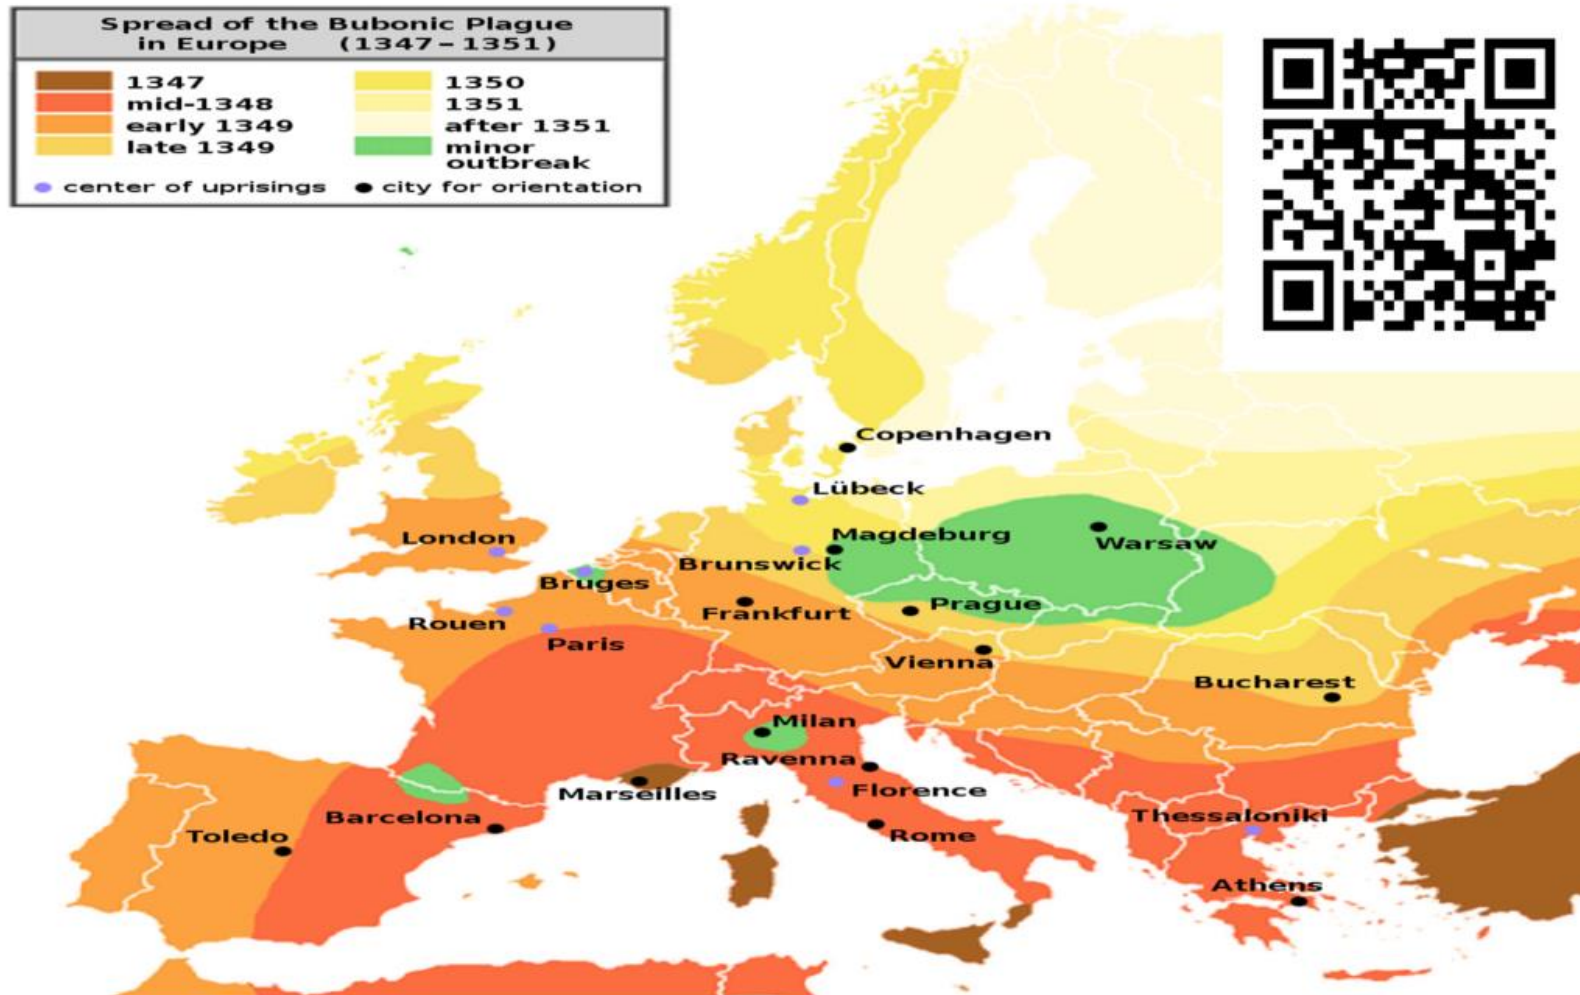 Spread of the Bubonic Plague
in Europe (1347–1351)
1347
mid-1348
early 1349
late 1349
1350
1351
after 1351
minor
outbreak
center of uprisings
city for orientation
Copenhagen
Lübeck
London
Magdeburg
Warsaw
Brunswick
Bruges
Frankfurt
Prague
Rouen
Paris
Vienna
Bucharest
Milan
Ravenna
Marseilles
Florence
Barcelona
Thessaloniki
Toledo
Rome
Athens